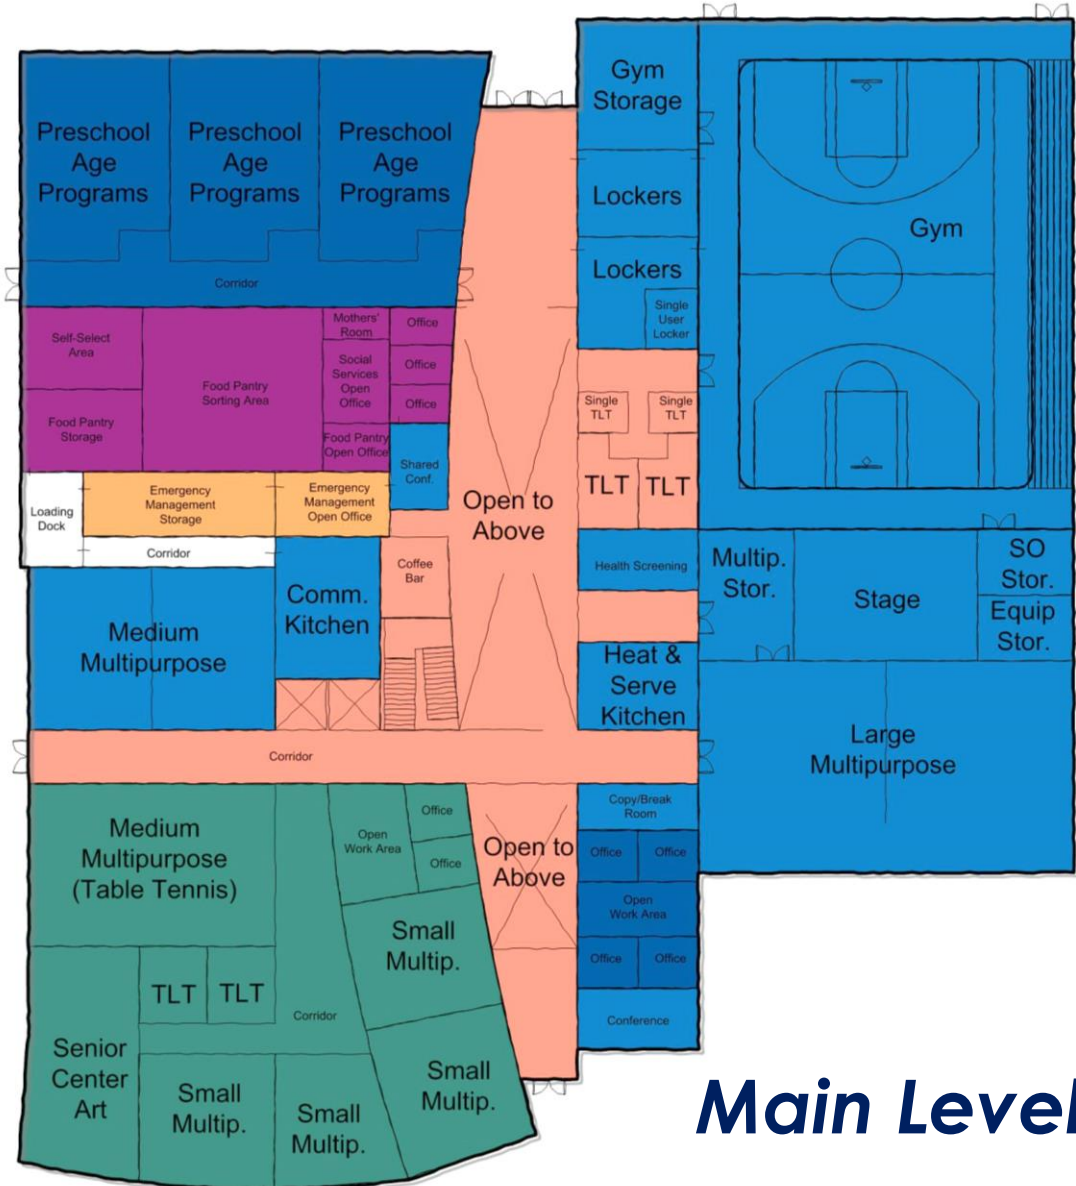 Gym
Storage
Preschool
Age
Programs
Preschool
Age
Programs
Preschool
Age
Programs
Lockers
Gym
Lockers
Corridor
Single
User
Locker
Self-Select
Area
Mothers'
Room
Office
Social
Services
Open
Office
Office
Food Pantry
Sorting Area
Office
Food Pantry
Storage
Food Pantry
Open Office
Single
TLT
Single
TLT
Shared
Conf.
TLT
TLT
Loading
Dock
Emergency
Management
Storage
Emergency
Management
Open Office
Open to
Above
Corridor
Coffee
Bar
Health Screening
Multip.
Stor.
Stage
SO
Stor.
Equip
Stor.
Comm.
Kitchen
Medium
Multipurpose
Heat &
Serve
Kitchen
Large
Multipurpose
Corridor
Medium
Multipurpose
(Table Tennis)
Open
Work Area
Office
Office
Open to
Above
Copy/Break
Room
Office
Office
Open
Work Area
Small
Multip.
Office
Office
TLT
TLT
Corridor
Conference
Senior
Center
Art
Small
Multip.
Small
Multip.
Small
Multip.
Main Level